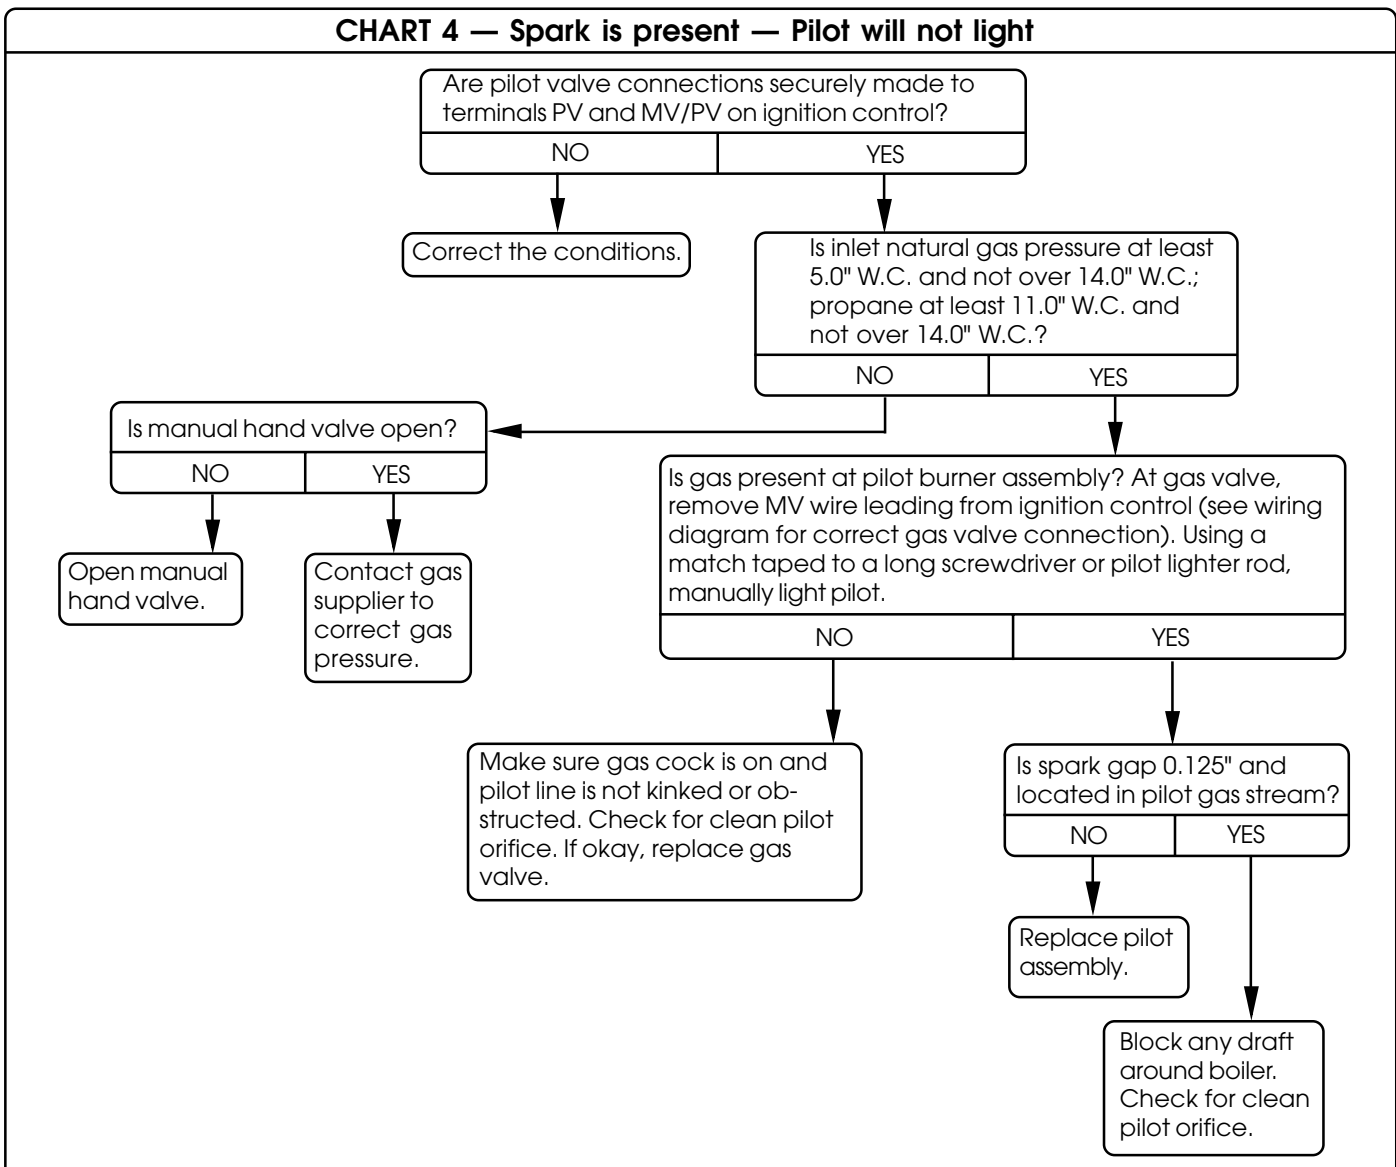 CHART 4 — Spark is present — Pilot will not light
Are pilot valve connections securely made to
terminals PV and MV/PV on ignition control?
NO
YES
Correct the conditions.
Is inlet natural gas pressure at least
5.0" W.C. and not over 14.0" W.C.;
propane at least 11.0" W.C. and
not over 14.0" W.C.?
NO
YES
Is manual hand valve open?
NO
YES
Open manual
hand valve.
Contact gas
supplier to
correct gas
pressure.
Is gas present at pilot burner assembly? At gas valve,
remove MV wire leading from ignition control (see wiring
diagram for correct gas valve connection). Using a
match taped to a long screwdriver or pilot lighter rod,
manually light pilot.
NO
YES
Make sure gas cock is on and
pilot line is not kinked or ob-
structed. Check for clean pilot
orifice. If okay, replace gas
valve.
Is spark gap 0.125" and
located in pilot gas stream?
NO
YES
Replace pilot
assembly.
Block any draft
around boiler.
Check for clean
pilot orifice.